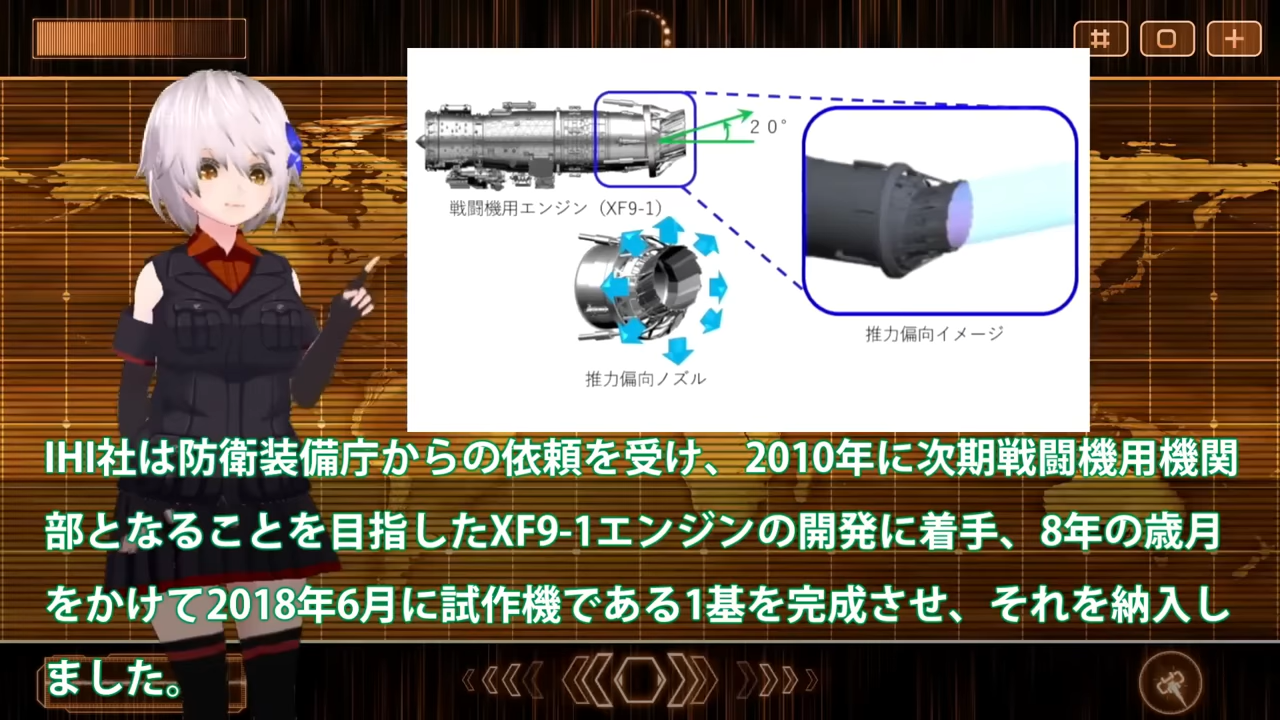 20°
戦闘機用エンジン（XF9-1）
推力偏向イメージ
推力偏向ノズル
IHI社は防衛装備庁からの依頼を受け、2010年に次期戦闘機用機関
部となることを目指したXF9-1エンジンの開発に着手、8年の歳月
をかけて2018年6月に試作機である1基を完成させ、それを納入し
ました。